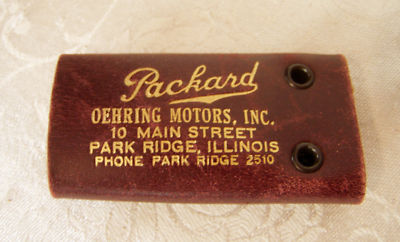 Packard
OEHRING MOTORS, INC.
10 MAIN STREET
PARK RIDGE, ILLINOIS
PHONE PARK RIDGE 2510